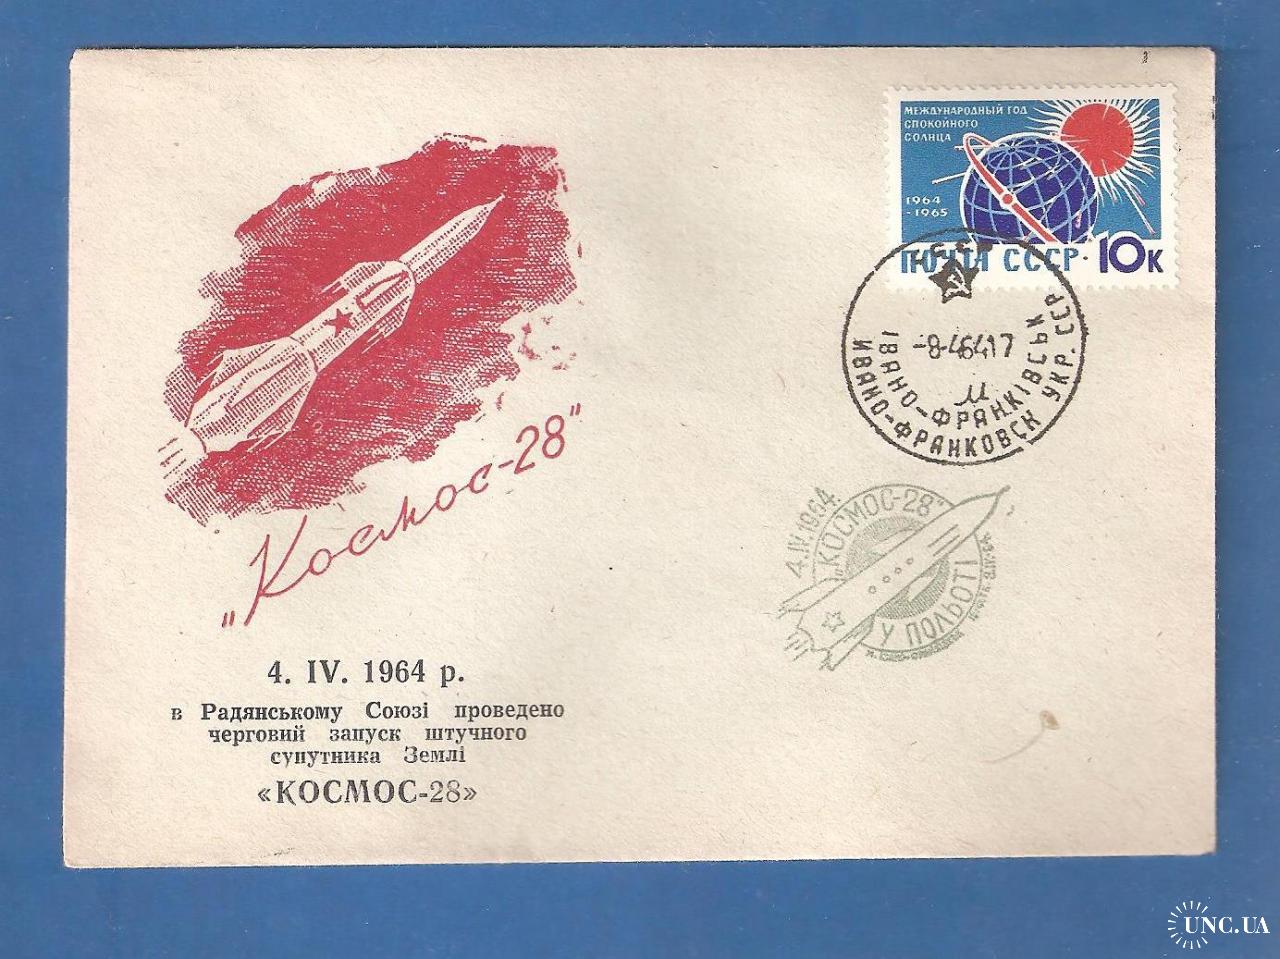 МЕЖДУНАРОДНЫЙ ГОД
СПОКОЙНОГО
СОЛНЦА
1964
-1965
ПОЧТА СССР 10к
СССР
-8-4-64 17
и
ІВАНО-ФРАНКІВСЬК
ИВАНО-ФРАНКОВСК УКР. ССР
„Космос-28"
4.IV.1964.
„КОСМОС-28"
У ПОЛЬОТІ
4. IV. 1964 р.
в Радянському Союзі проведено
черговий запуск штучного
супутника Землі
«КОСМОС-28»
UNC.UA